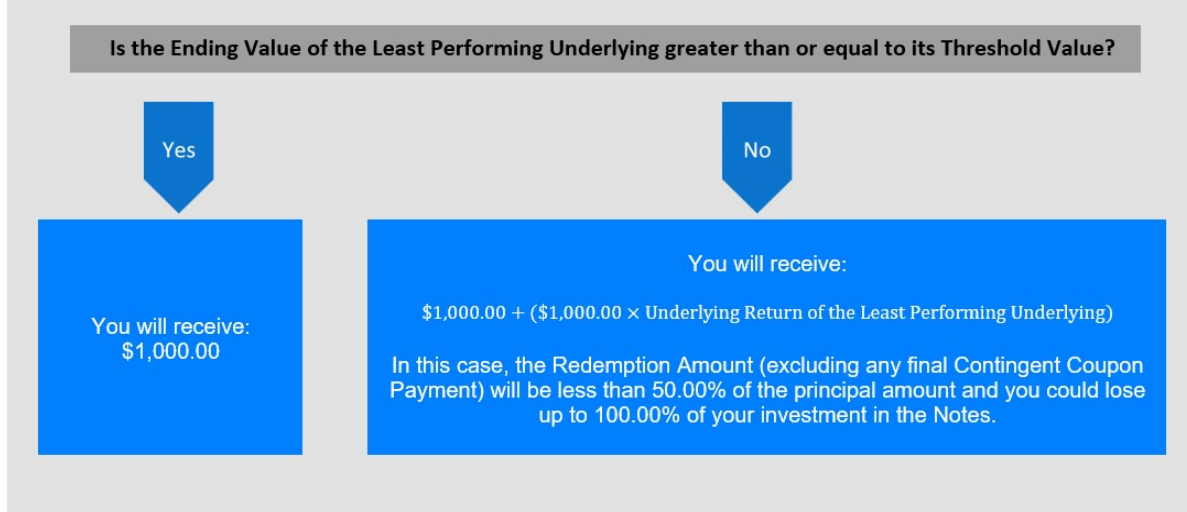 Is the Ending Value of the Least Performing Underlying greater than or equal to its Threshold Value?
Yes
No
You will receive:
$1,000.00
You will receive:
$1,000.00 + ($1,000.00 × Underlying Return of the Least Performing Underlying)
In this case, the Redemption Amount (excluding any final Contingent Coupon
Payment) will be less than 50.00% of the principal amount and you could lose
up to 100.00% of your investment in the Notes.